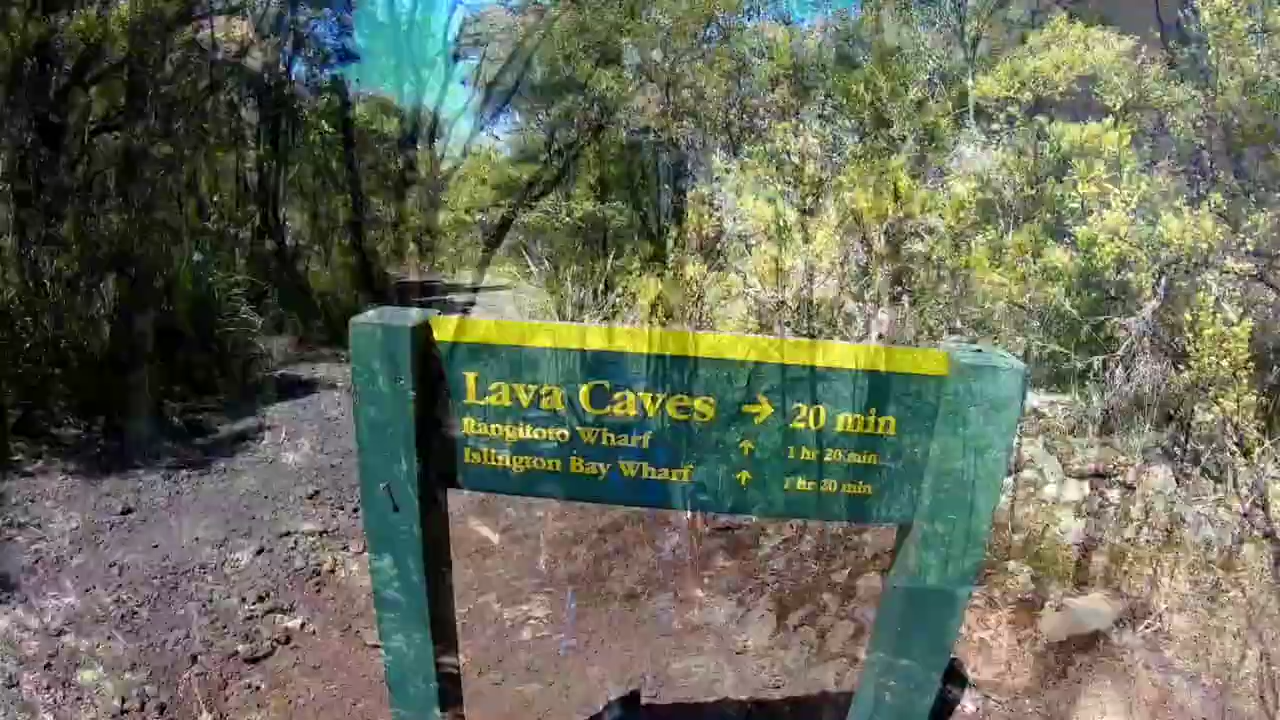 Lava Caves → 20 min
Rangitoto Wharf ↑ 1 hr 20 min
Islington Bay Wharf ↑ 1 hr 20 min